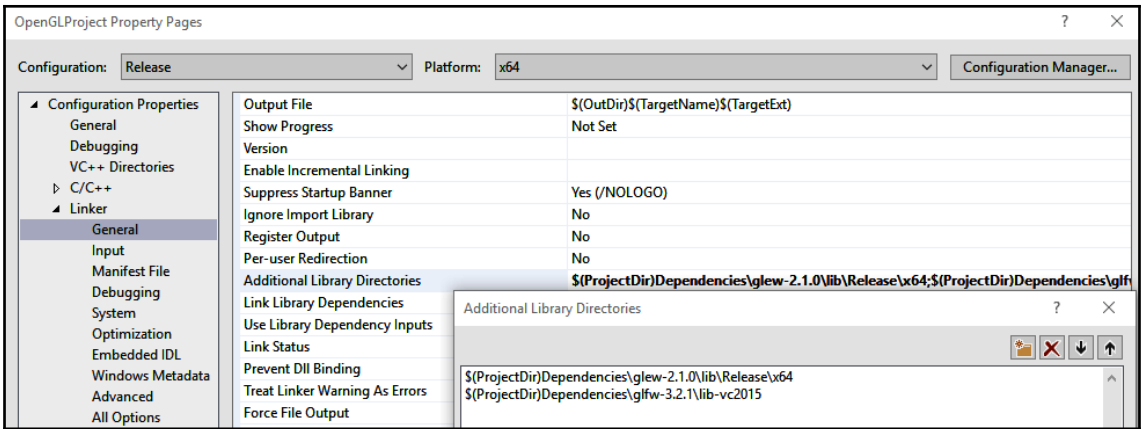 OpenGLProject Property Pages ? ×
Configuration: Release Platform: x64 Configuration Manager...
Configuration Properties
General
Debugging
VC++ Directories
C/C++
Linker
General
Input
Manifest File
Debugging
System
Optimization
Embedded IDL
Windows Metadata
Advanced
All Options
Output File $(OutDir)$(TargetName)$(TargetExt)
Show Progress Not Set
Version
Enable Incremental Linking
Suppress Startup Banner Yes (/NOLOGO)
Ignore Import Library No
Register Output No
Per-user Redirection No
Additional Library Directories $(ProjectDir)Dependencies\glew-2.1.0\lib\Release\x64;$(ProjectDir)Dependencies\glfw
Link Library Dependencies
Use Library Dependency Inputs
Link Status
Prevent Dll Binding
Treat Linker Warning As Errors
Force File Output
Additional Library Directories ? ×
$(ProjectDir)Dependencies\glew-2.1.0\lib\Release\x64
$(ProjectDir)Dependencies\glfw-3.2.1\lib-vc2015